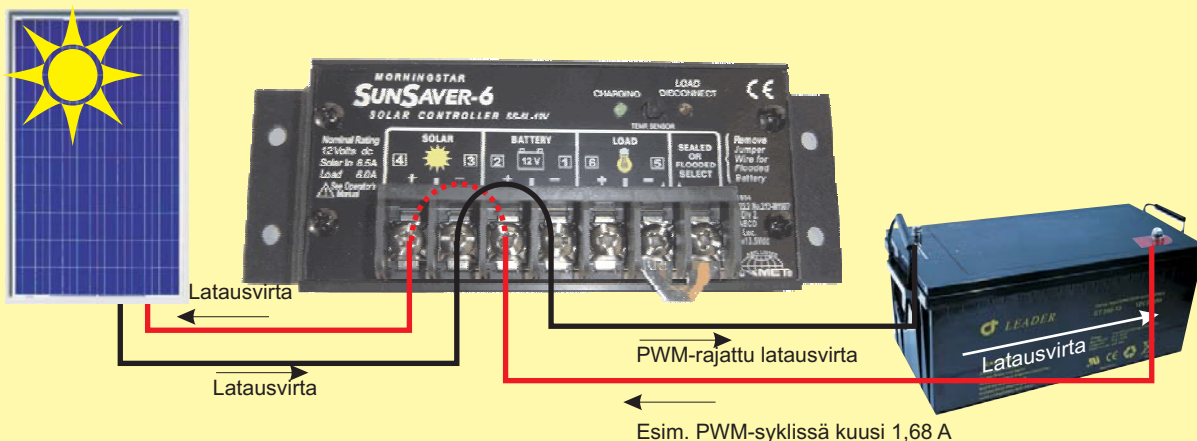 MORNINGSTAR
SUNSAVER-6
SOLAR CONTROLLER SS-6L-12V
CHARGING
LOAD
DISCONNECT
TEMP. SENSOR
CE
Nominal Rating
12Volts dc
Solar In 6.5A
Load 6.0A
See Operator's
Manual
SOLAR
4 3
+ −
BATTERY
2 12 V 1
+ −
LOAD
6 5
+ −
SEALED
OR
FLOODED
SELECT
Remove
Jumper
Wire for
Flooded
Battery
Latausvirta
Latausvirta
PWM-rajattu latausvirta
Esim. PWM-syklissä kuusi 1,68 A
LEADER
Latausvirta